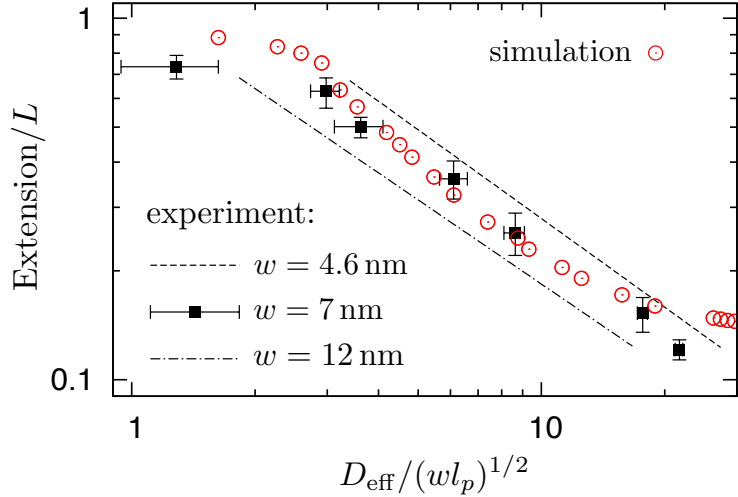 1
simulation
Extension/L
experiment:
w = 4.6 nm
w = 7 nm
w = 12 nm
0.1
1
10
D_eff/(wl_p)^{1/2}